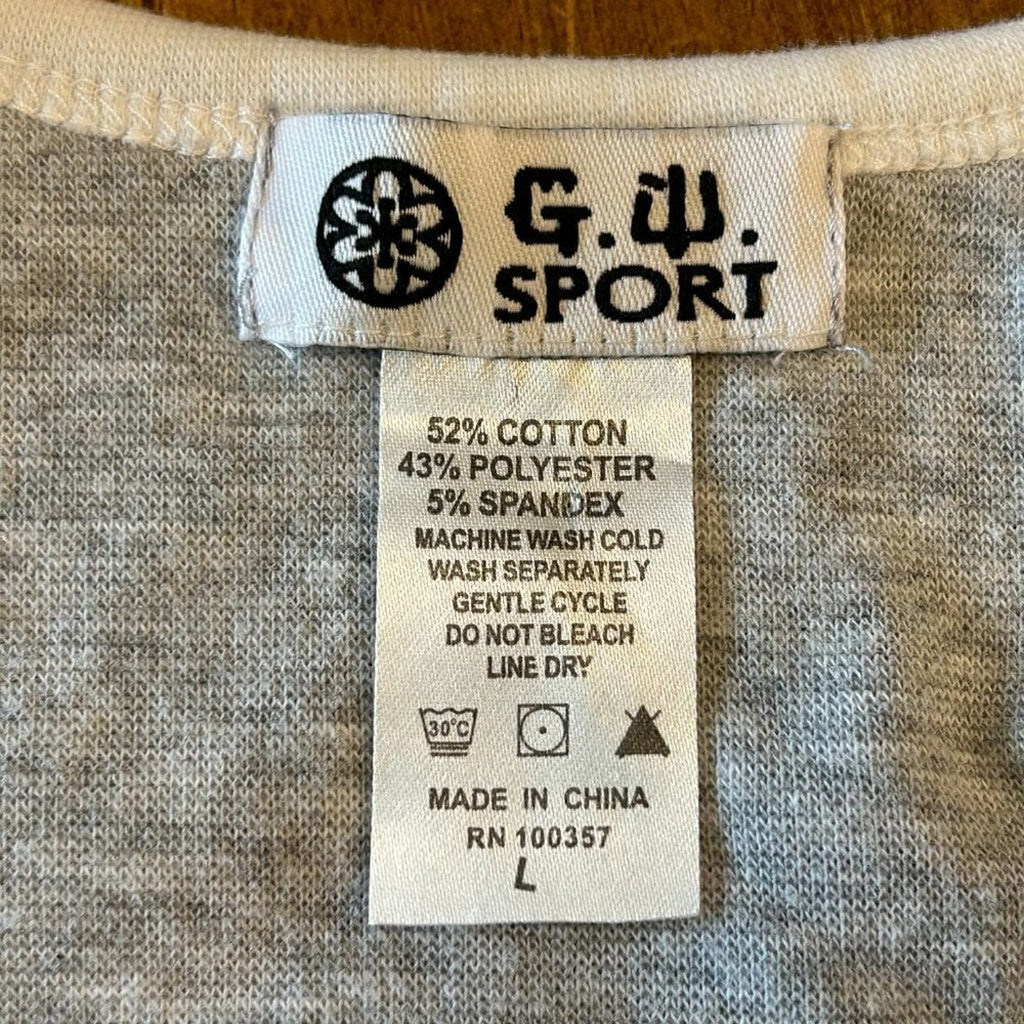 G.W.
SPORT
52% COTTON
43% POLYESTER
5% SPANDEX
MACHINE WASH COLD
WASH SEPARATELY
GENTLE CYCLE
DO NOT BLEACH
LINE DRY
30°C
MADE IN CHINA
RN 100357
L